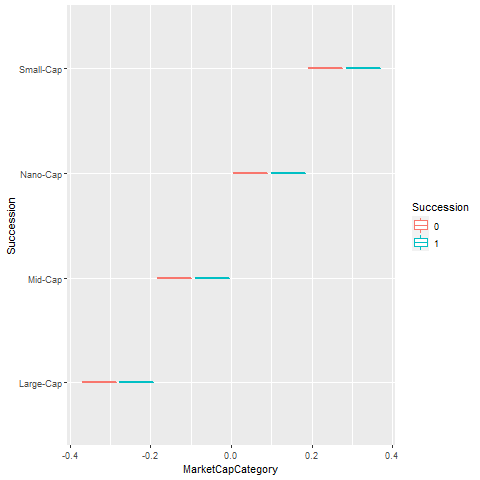 Small-Cap
Nano-Cap
Mid-Cap
Large-Cap
Succession
-0.4
-0.2
0.0
0.2
0.4
MarketCapCategory
Succession
0
1